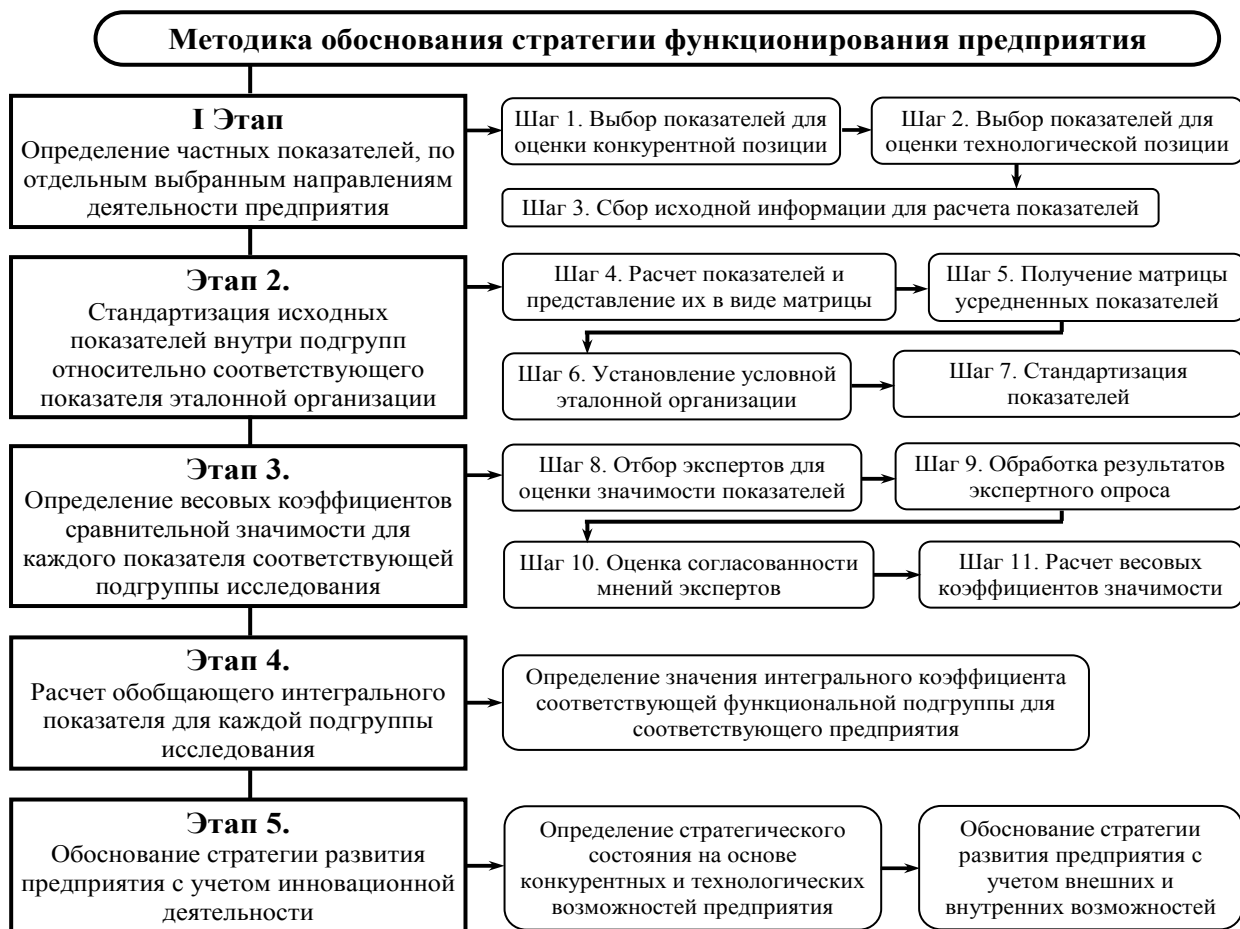 Методика обоснования стратегии функционирования предприятия
I Этап
Определение частных показателей, по
отдельным выбранным направлениям
деятельности предприятия
Шаг 1. Выбор показателей для
оценки конкурентной позиции
Шаг 2. Выбор показателей для
оценки технологической позиции
Шаг 3. Сбор исходной информации для расчета показателей
Этап 2.
Стандартизация исходных
показателей внутри подгрупп
относительно соответствующего
показателя эталонной организации
Шаг 4. Расчет показателей и
представление их в виде матрицы
Шаг 5. Получение матрицы
усредненных показателей
Шаг 6. Установление условной
эталонной организации
Шаг 7. Стандартизация
показателей
Этап 3.
Определение весовых коэффициентов
сравнительной значимости для
каждого показателя соответствующей
подгруппы исследования
Шаг 8. Отбор экспертов для
оценки значимости показателей
Шаг 9. Обработка результатов
экспертного опроса
Шаг 10. Оценка согласованности
мнений экспертов
Шаг 11. Расчет весовых
коэффициентов значимости
Этап 4.
Расчет обобщающего интегрального
показателя для каждой подгруппы
исследования
Определение значения интегрального коэффициента
соответствующей функциональной подгруппы для
соответствующего предприятия
Этап 5.
Обоснование стратегии развития
предприятия с учетом инновационной
деятельности
Определение стратегического
состояния на основе
конкурентных и технологических
возможностей предприятия
Обоснование стратегии
развития предприятия с
учетом внешних и
внутренних возможностей